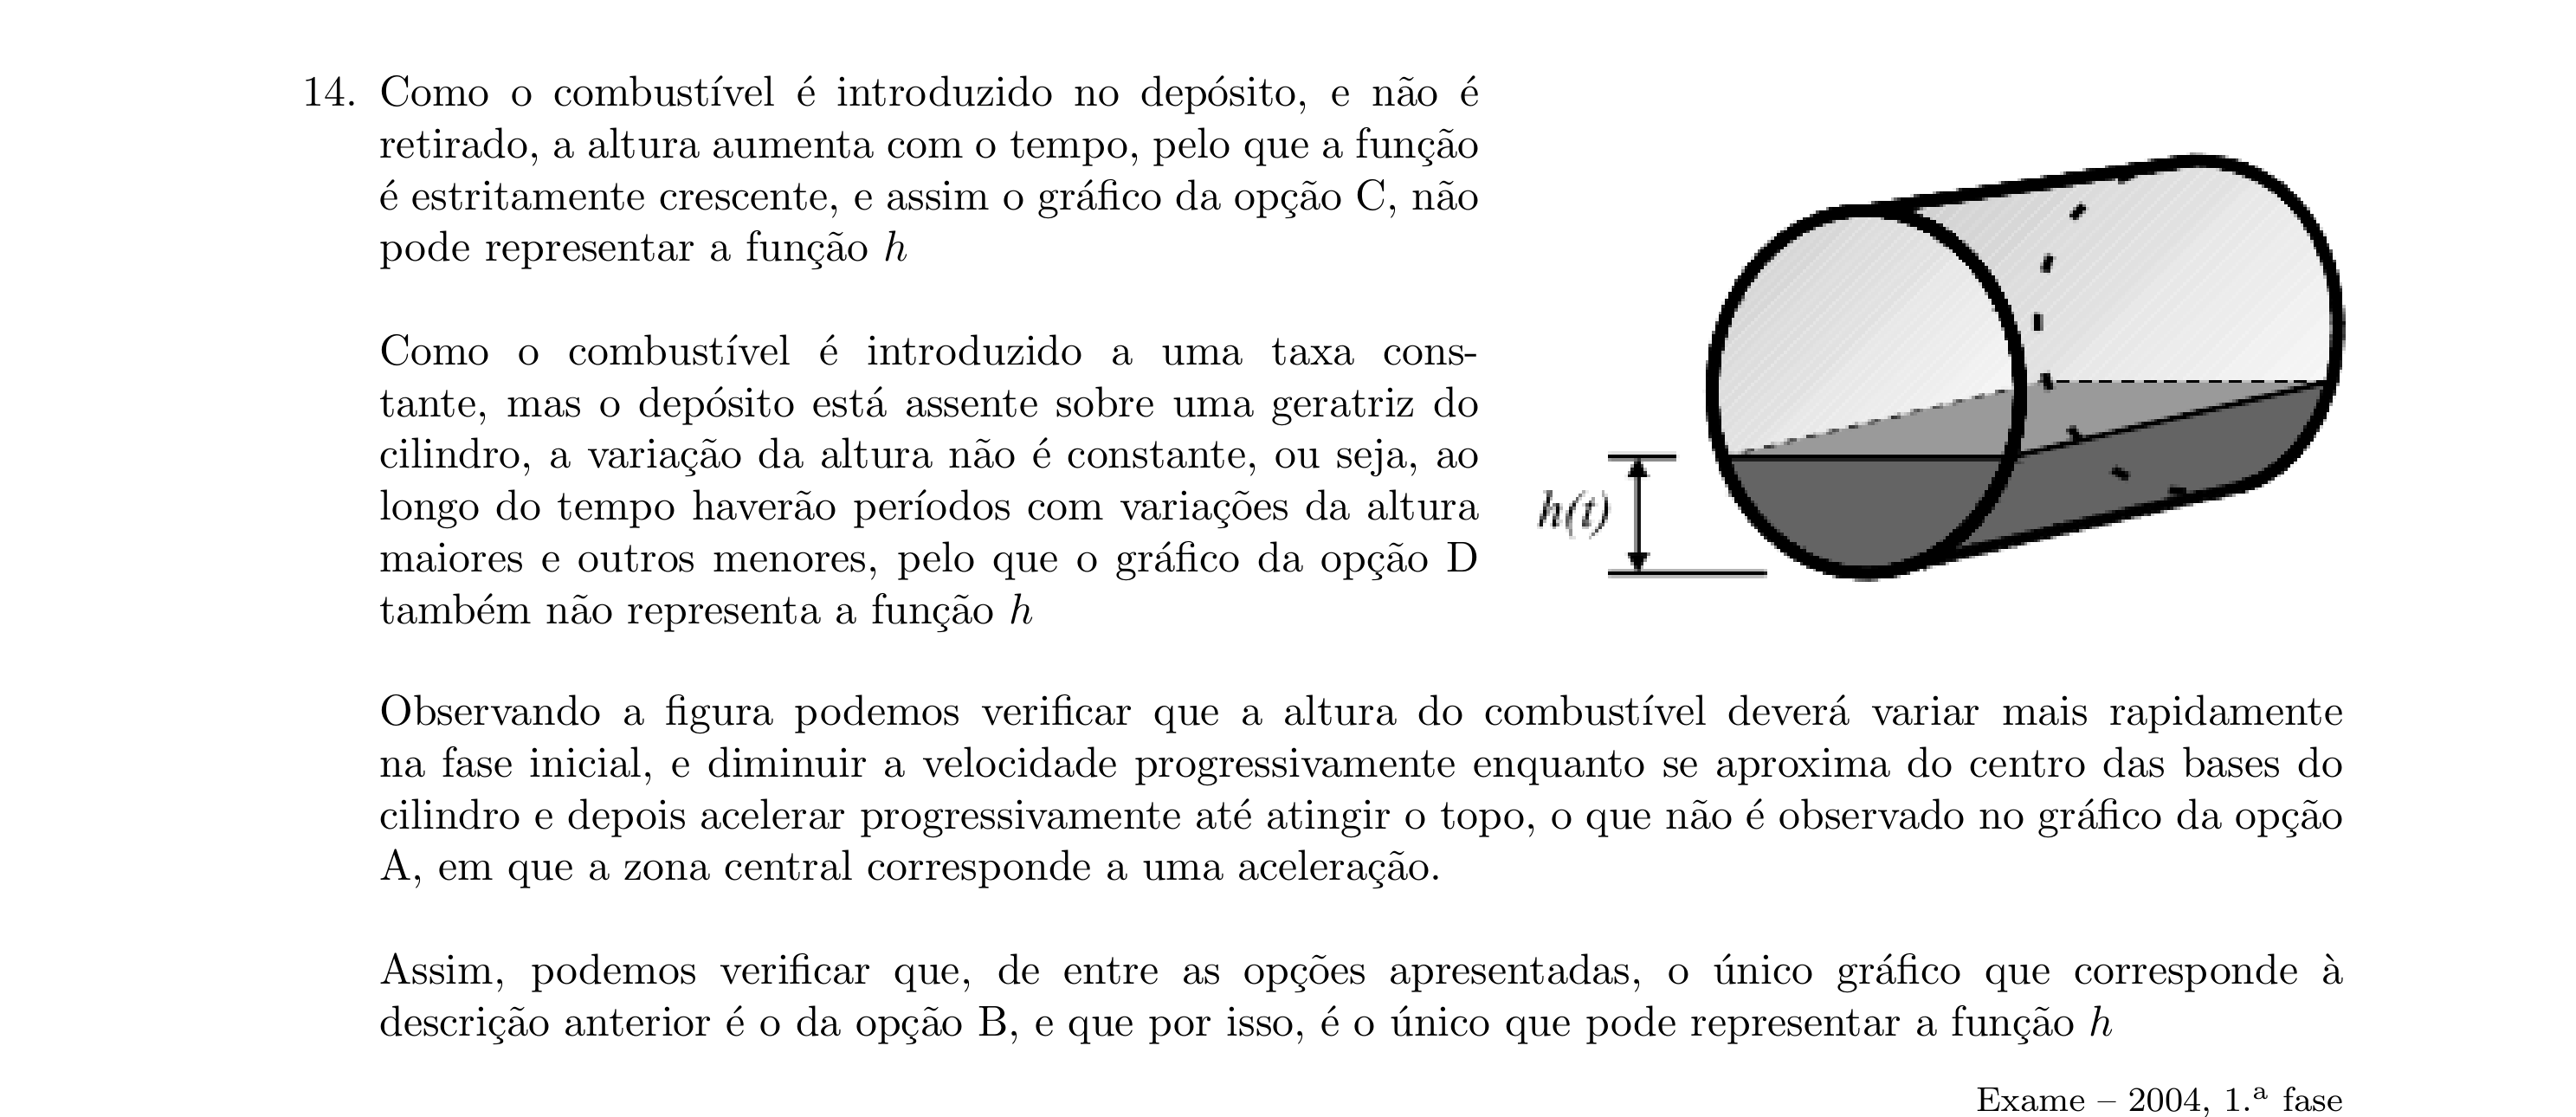 14. Como o combustível é introduzido no depósito, e não é
retirado, a altura aumenta com o tempo, pelo que a função
é estritamente crescente, e assim o gráfico da opção C, não
pode representar a função h
Como o combustível é introduzido a uma taxa cons-
tante, mas o depósito está assente sobre uma geratriz do
cilindro, a variação da altura não é constante, ou seja, ao
longo do tempo haverão períodos com variações da altura
maiores e outros menores, pelo que o gráfico da opção D
também não representa a função h
h(t)
Observando a figura podemos verificar que a altura do combustível deverá variar mais rapidamente
na fase inicial, e diminuir a velocidade progressivamente enquanto se aproxima do centro das bases do
cilindro e depois acelerar progressivamente até atingir o topo, o que não é observado no gráfico da opção
A, em que a zona central corresponde a uma aceleração.
Assim, podemos verificar que, de entre as opções apresentadas, o único gráfico que corresponde à
descrição anterior é o da opção B, e que por isso, é o único que pode representar a função h
Exame – 2004, 1.ª fase